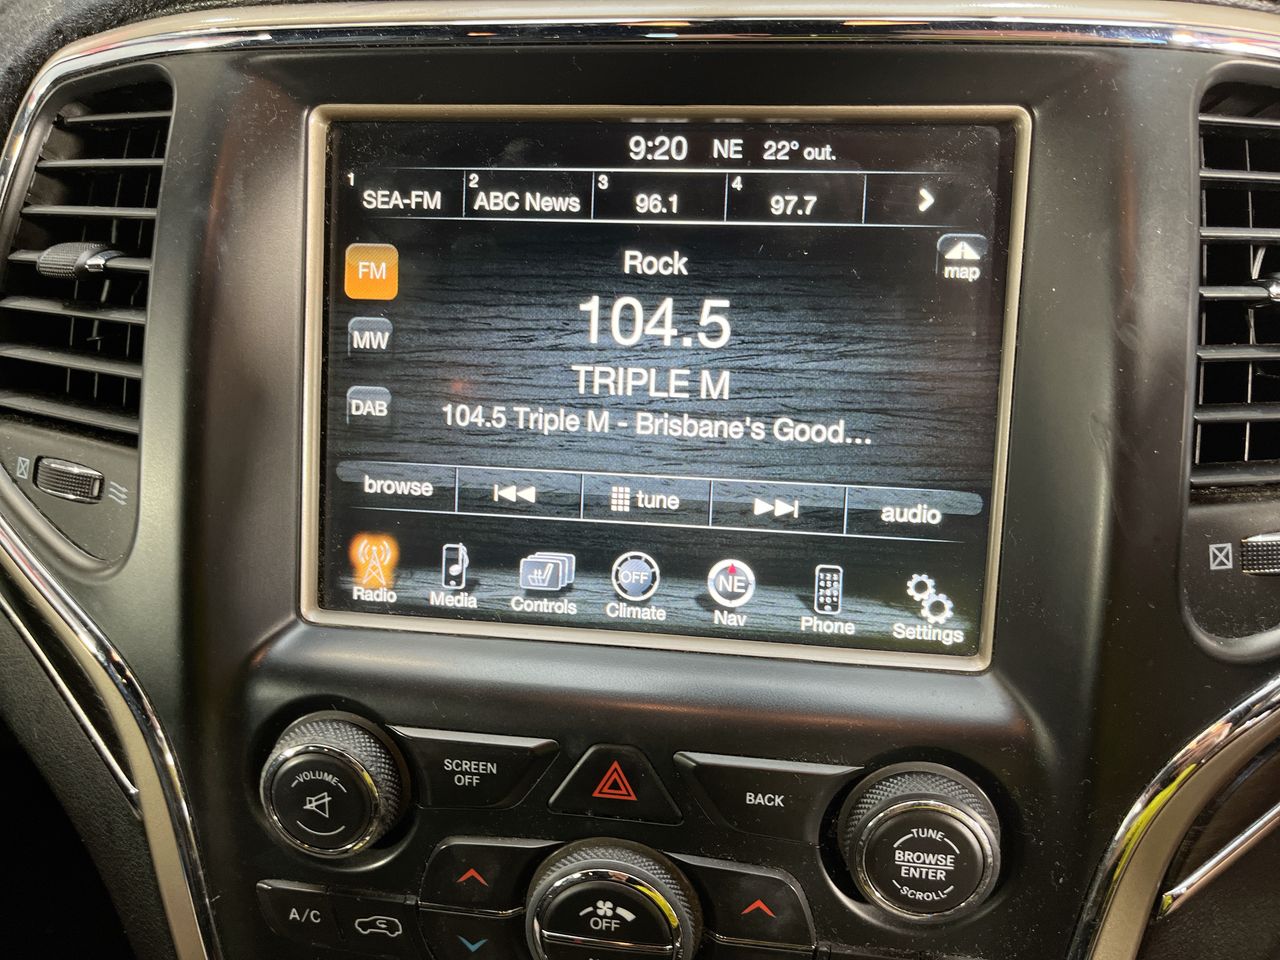 9:20 NE 22° out.
1 SEA-FM 2 ABC News 3 96.1 4 97.7
FM
Rock
map
104.5
MW
TRIPLE M
DAB
104.5 Triple M - Brisbane's Good...
browse tune audio
OFF NE
Radio Media Controls Climate Nav Phone Settings
VOLUME
SCREEN OFF
BACK
TUNE
BROWSE
ENTER
SCROLL
A/C
OFF